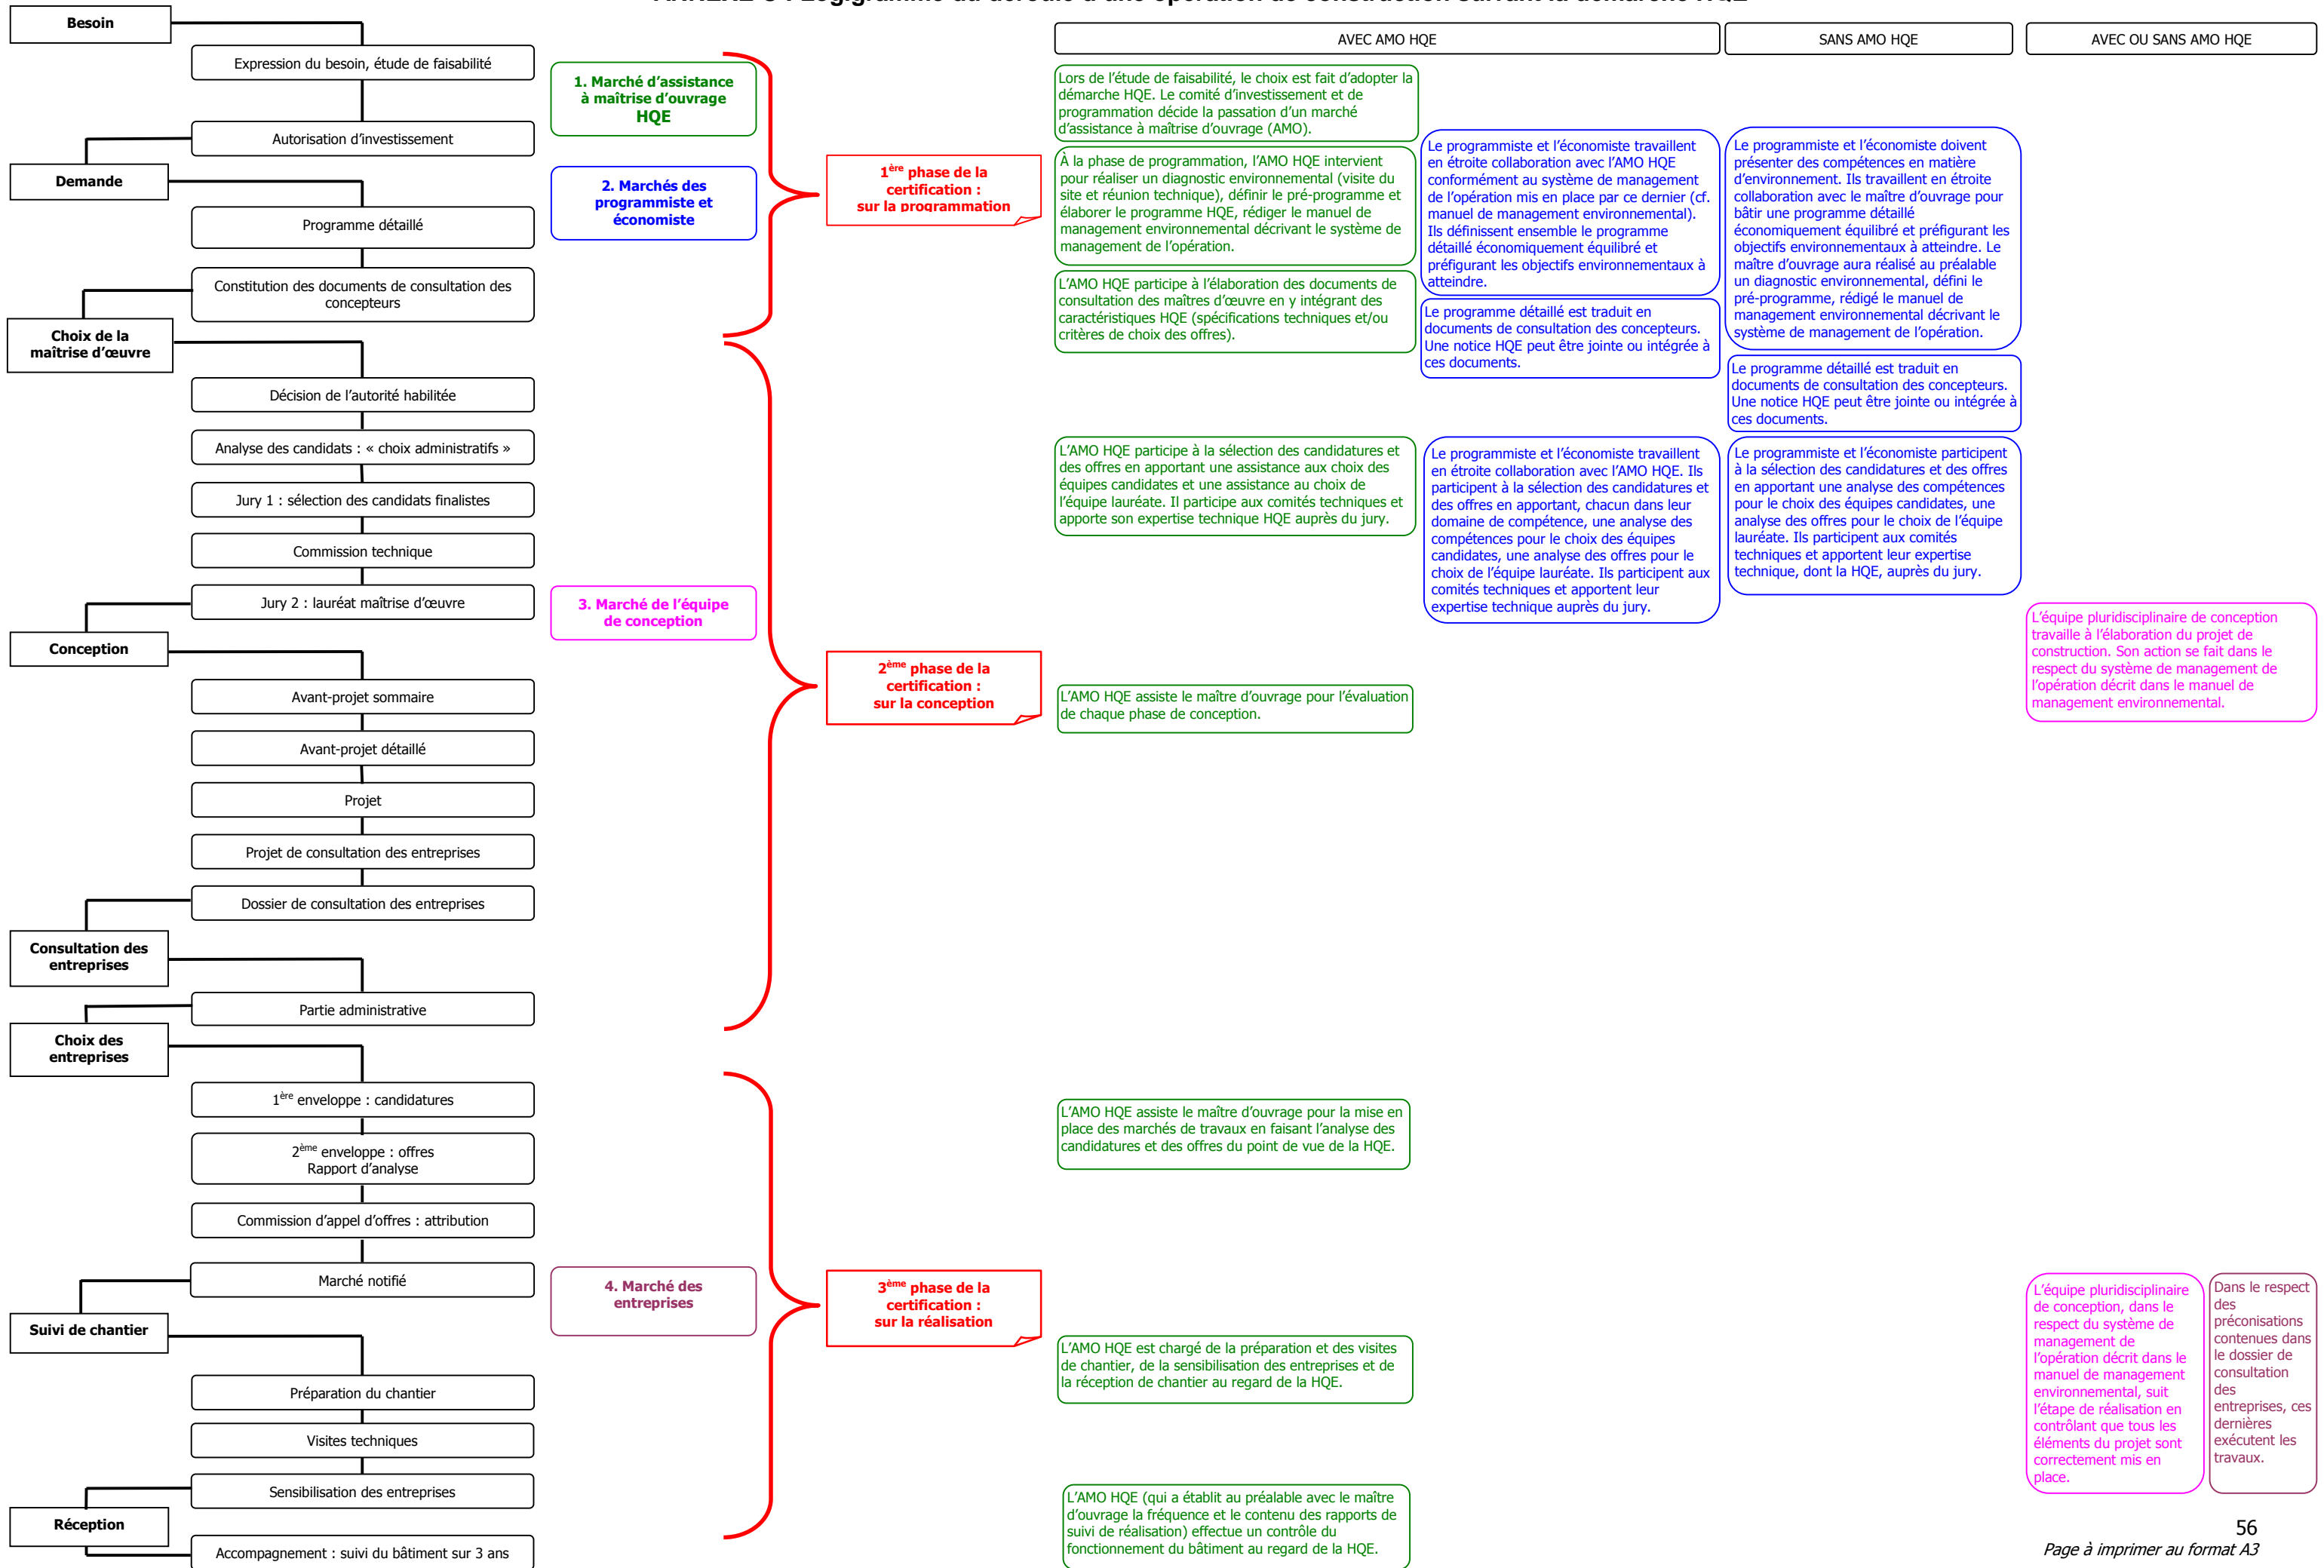 Besoin
Expression du besoin, étude de faisabilité
Autorisation d’investissement
Demande
Programme détaillé
Constitution des documents de consultation des
concepteurs
Choix de la
maîtrise d’œuvre
Décision de l’autorité habilitée
Analyse des candidats : « choix administratifs »
Jury 1 : sélection des candidats finalistes
Commission technique
Jury 2 : lauréat maîtrise d’œuvre
Conception
Avant-projet sommaire
Avant-projet détaillé
Projet
Projet de consultation des entreprises
Dossier de consultation des entreprises
Consultation des
entreprises
Partie administrative
Choix des
entreprises
1ère enveloppe : candidatures
2ème enveloppe : offres
Rapport d’analyse
Commission d’appel d’offres : attribution
Marché notifié
Suivi de chantier
Préparation du chantier
Visites techniques
Sensibilisation des entreprises
Réception
Accompagnement : suivi du bâtiment sur 3 ans
1. Marché d’assistance
à maîtrise d’ouvrage
HQE
2. Marchés des
programmiste et
économiste
3. Marché de l’équipe
de conception
4. Marché des
entreprises
1ère phase de la
certification :
sur la programmation
2ème phase de la
certification :
sur la conception
3ème phase de la
certification :
sur la réalisation
AVEC AMO HQE
Lors de l’étude de faisabilité, le choix est fait d’adopter la
démarche HQE. Le comité d’investissement et de
programmation décide la passation d’un marché
d’assistance à maîtrise d’ouvrage (AMO).
À la phase de programmation, l’AMO HQE intervient
pour réaliser un diagnostic environnemental (visite du
site et réunion technique), définir le pré-programme et
élaborer le programme HQE, rédiger le manuel de
management environnemental décrivant le système de
management de l’opération.
L’AMO HQE participe à l’élaboration des documents de
consultation des maîtres d’œuvre en y intégrant des
caractéristiques HQE (spécifications techniques et/ou
critères de choix des offres).
L’AMO HQE participe à la sélection des candidatures et
des offres en apportant une assistance aux choix des
équipes candidates et une assistance au choix de
l’équipe lauréate. Il participe aux comités techniques et
apporte son expertise technique HQE auprès du jury.
L’AMO HQE assiste le maître d’ouvrage pour l’évaluation
de chaque phase de conception.
L’AMO HQE assiste le maître d’ouvrage pour la mise en
place des marchés de travaux en faisant l’analyse des
candidatures et des offres du point de vue de la HQE.
L’AMO HQE est chargé de la préparation et des visites
de chantier, de la sensibilisation des entreprises et de
la réception de chantier au regard de la HQE.
L’AMO HQE (qui a établit au préalable avec le maître
d’ouvrage la fréquence et le contenu des rapports de
suivi de réalisation) effectue un contrôle du
fonctionnement du bâtiment au regard de la HQE.
Le programmiste et l’économiste travaillent
en étroite collaboration avec l’AMO HQE
conformément au système de management
de l’opération mis en place par ce dernier (cf.
manuel de management environnemental).
Ils définissent ensemble le programme
détaillé économiquement équilibré et
préfigurant les objectifs environnementaux à
atteindre.
Le programme détaillé est traduit en
documents de consultation des concepteurs.
Une notice HQE peut être jointe ou intégrée à
ces documents.
Le programmiste et l’économiste travaillent
en étroite collaboration avec l’AMO HQE. Ils
participent à la sélection des candidatures et
des offres en apportant, chacun dans leur
domaine de compétence, une analyse des
compétences pour le choix des équipes
candidates, une analyse des offres pour le
choix de l’équipe lauréate. Ils participent aux
comités techniques et apportent leur
expertise technique auprès du jury.
SANS AMO HQE
Le programmiste et l’économiste doivent
présenter des compétences en matière
d’environnement. Ils travaillent en étroite
collaboration avec le maître d’ouvrage pour
bâtir une programme détaillé
économiquement équilibré et préfigurant les
objectifs environnementaux à atteindre. Le
maître d’ouvrage aura réalisé au préalable
un diagnostic environnemental, défini le
pré-programme, rédigé le manuel de
management environnemental décrivant le
système de management de l’opération.
Le programme détaillé est traduit en
documents de consultation des concepteurs.
Une notice HQE peut être jointe ou intégrée à
ces documents.
Le programmiste et l’économiste participent
à la sélection des candidatures et des offres
en apportant une analyse des compétences
pour le choix des équipes candidates, une
analyse des offres pour le choix de l’équipe
lauréate. Ils participent aux comités
techniques et apportent leur expertise
technique, dont la HQE, auprès du jury.
AVEC OU SANS AMO HQE
L’équipe pluridisciplinaire de conception
travaille à l’élaboration du projet de
construction. Son action se fait dans le
respect du système de management de
l’opération décrit dans le manuel de
management environnemental.
L’équipe pluridisciplinaire
de conception, dans le
respect du système de
management de
l’opération décrit dans le
manuel de management
environnemental, suit
l’étape de réalisation en
contrôlant que tous les
éléments du projet sont
correctement mis en
place.
Dans le respect
des
préconisations
contenues dans
le dossier de
consultation
des
entreprises, ces
dernières
exécutent les
travaux.
56
Page à imprimer au format A3